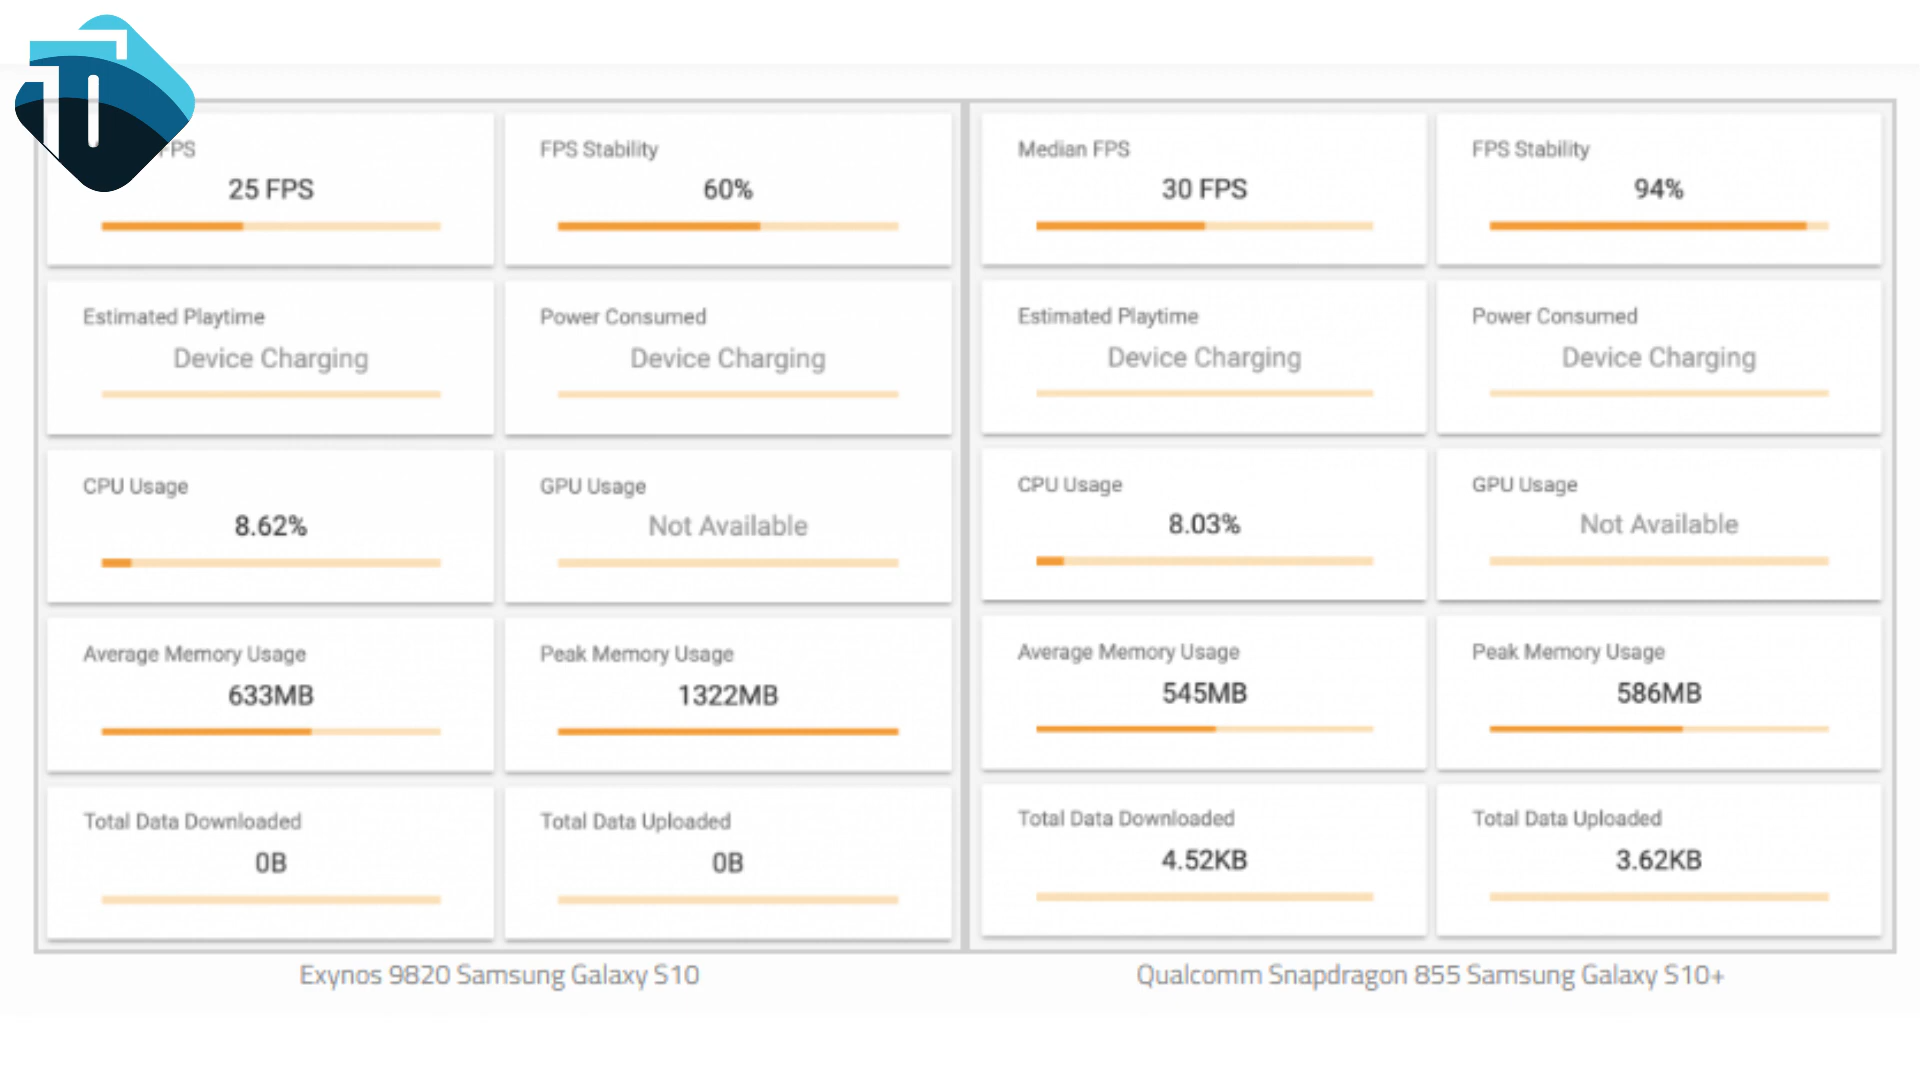 FPS
25 FPS
FPS Stability
60%
Estimated Playtime
Device Charging
Power Consumed
Device Charging
CPU Usage
8.62%
GPU Usage
Not Available
Average Memory Usage
633MB
Peak Memory Usage
1322MB
Total Data Downloaded
0B
Total Data Uploaded
0B
Exynos 9820 Samsung Galaxy S10
Median FPS
30 FPS
FPS Stability
94%
Estimated Playtime
Device Charging
Power Consumed
Device Charging
CPU Usage
8.03%
GPU Usage
Not Available
Average Memory Usage
545MB
Peak Memory Usage
586MB
Total Data Downloaded
4.52KB
Total Data Uploaded
3.62KB
Qualcomm Snapdragon 855 Samsung Galaxy S10+